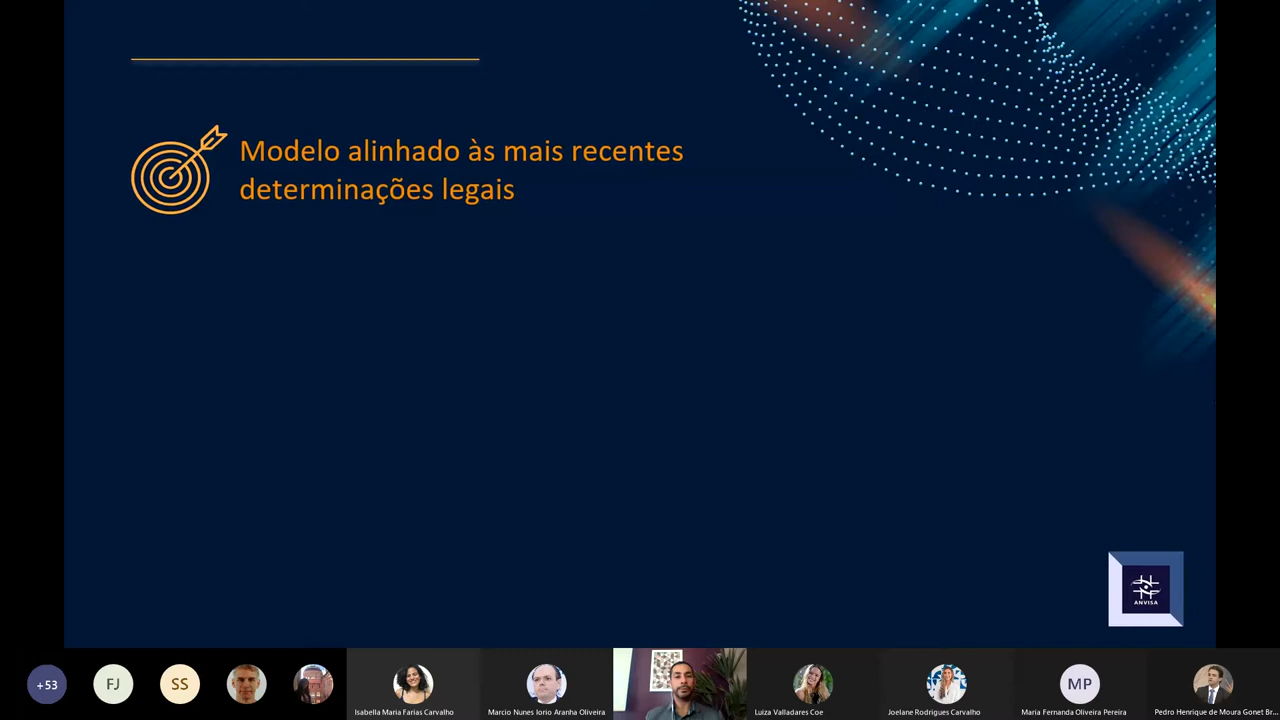 Modelo alinhado às mais recentes
determinações legais
ANVISA
+53
FJ
SS
Isabella Maria Farias Carvalho
Marcio Nunes Iorio Aranha Oliveira
Luiza Valladares Coe
Joelane Rodrigues Carvalho
MP
Maria Fernanda Oliveira Pereira
Pedro Henrique de Moura Gonet Br...